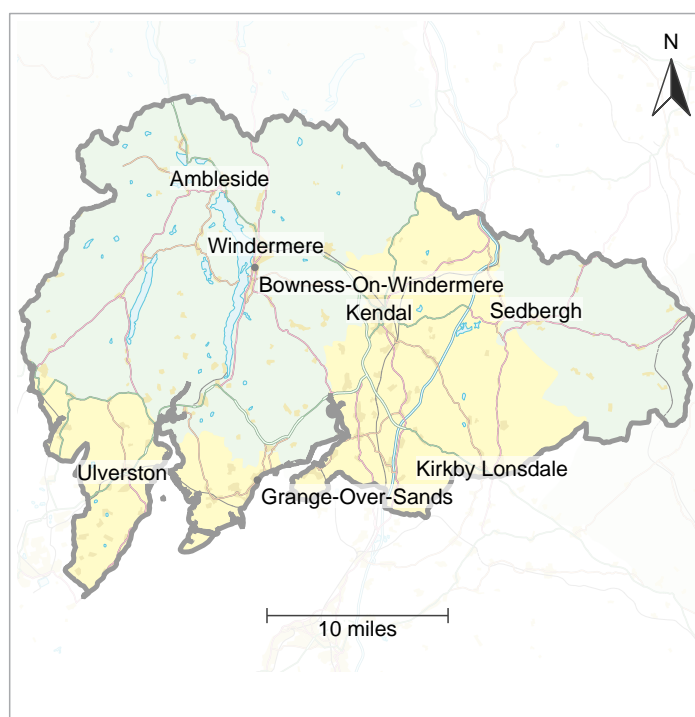 N
Ambleside
Windermere
Bowness-On-Windermere
Kendal
Sedbergh
Ulverston
Kirkby Lonsdale
Grange-Over-Sands
10 miles